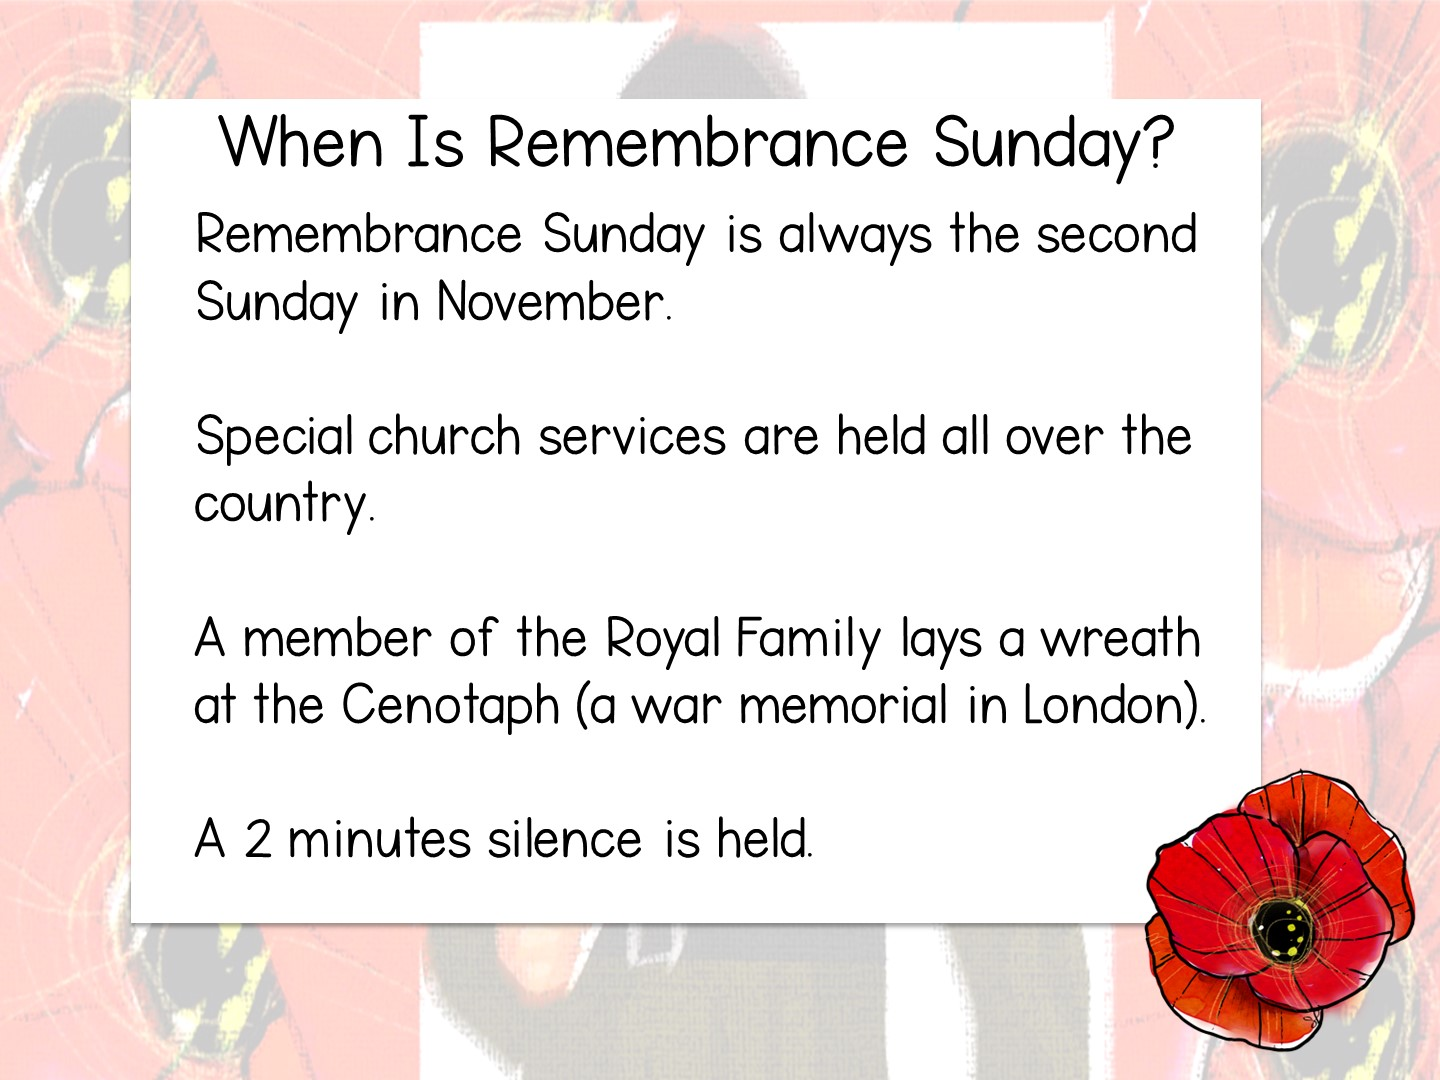 When Is Remembrance Sunday?
Remembrance Sunday is always the second
Sunday in November.
Special church services are held all over the
country.
A member of the Royal Family lays a wreath
at the Cenotaph (a war memorial in London).
A 2 minutes silence is held.